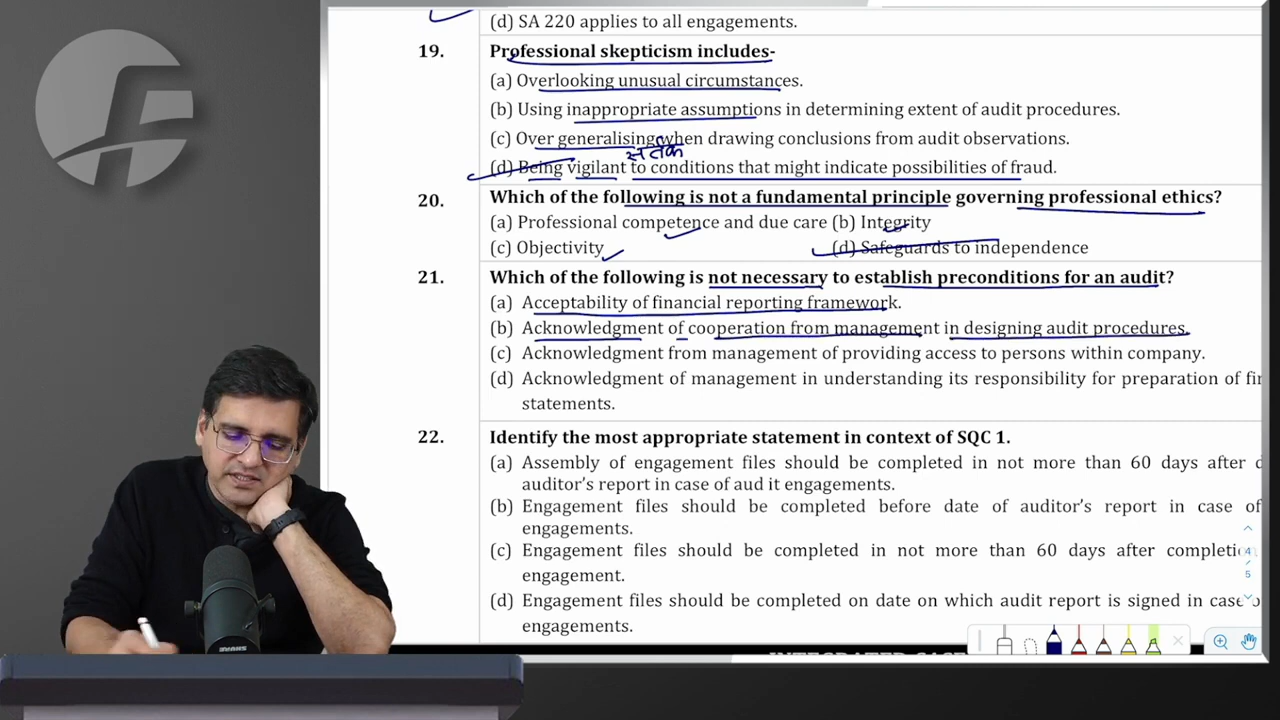 (d) SA 220 applies to all engagements.
19. Professional skepticism includes-
(a) Overlooking unusual circumstances.
(b) Using inappropriate assumptions in determining extent of audit procedures.
(c) Over generalising when drawing conclusions from audit observations.
(d) Being vigilant to conditions that might indicate possibilities of fraud.
20. Which of the following is not a fundamental principle governing professional ethics?
(a) Professional competence and due care (b) Integrity
(c) Objectivity (d) Safeguards to independence
21. Which of the following is not necessary to establish preconditions for an audit?
(a) Acceptability of financial reporting framework.
(b) Acknowledgment of cooperation from management in designing audit procedures.
(c) Acknowledgment from management of providing access to persons within company.
(d) Acknowledgment of management in understanding its responsibility for preparation of
statements.
22. Identify the most appropriate statement in context of SQC 1.
(a) Assembly of engagement files should be completed in not more than 60 days after
auditor's report in case of aud it engagements.
(b) Engagement files should be completed before date of auditor's report in case of
engagements.
(c) Engagement files should be completed in not more than 60 days after
engagement.
(d) Engagement files should be completed on date on which audit report is signed in case
engagements.
4
5